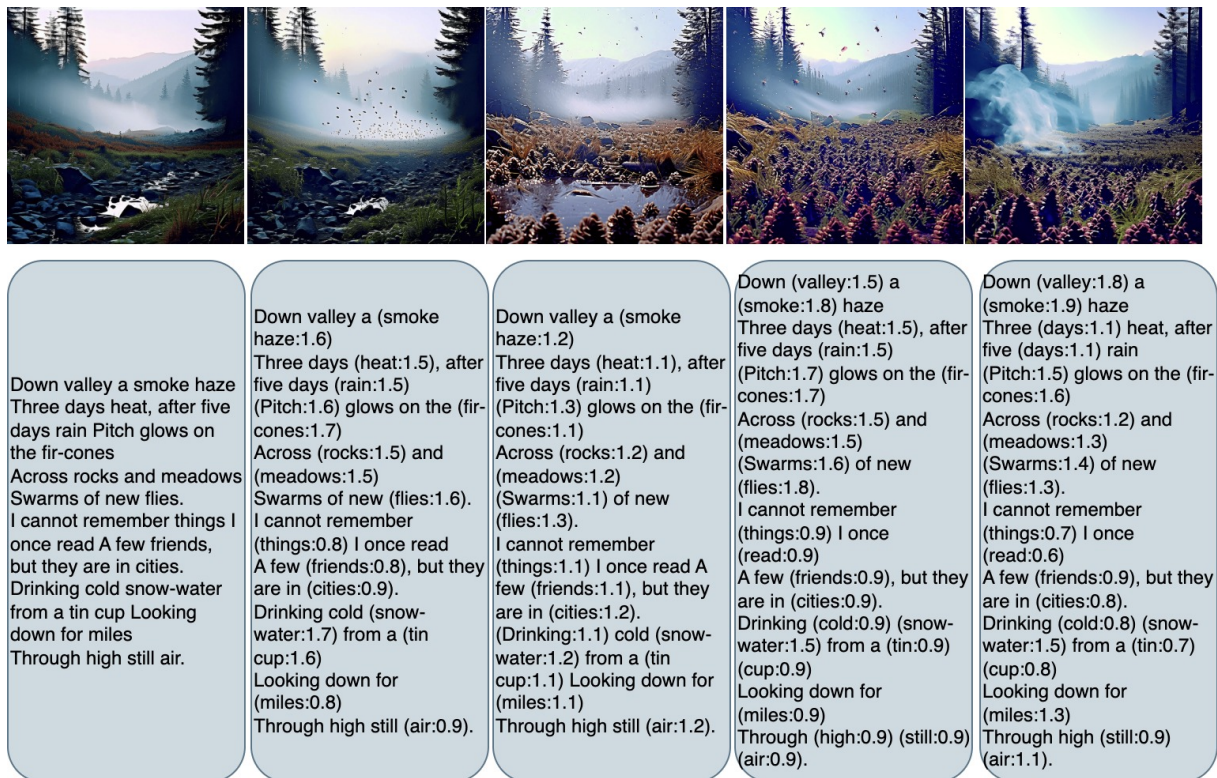 Down valley a smoke haze
Three days heat, after five
days rain Pitch glows on
the fir-cones
Across rocks and meadows
Swarms of new flies.
I cannot remember things I
once read A few friends,
but they are in cities.
Drinking cold snow-water
from a tin cup Looking
down for miles
Through high still air.
Down valley a (smoke
haze:1.6)
Three days (heat:1.5), after
five days (rain:1.5)
(Pitch:1.6) glows on the (fir-
cones:1.7)
Across (rocks:1.5) and
(meadows:1.5)
Swarms of new (flies:1.6).
I cannot remember
(things:0.8) I once read
A few (friends:0.8), but they
are in (cities:0.9).
Drinking cold (snow-
water:1.7) from a (tin
cup:1.6)
Looking down for
(miles:0.8)
Through high still (air:0.9).
Down valley a (smoke
haze:1.2)
Three days (heat:1.1), after
five days (rain:1.1)
(Pitch:1.3) glows on the (fir-
cones:1.1)
Across (rocks:1.2) and
(meadows:1.2)
(Swarms:1.1) of new
(flies:1.3).
I cannot remember
(things:1.1) I once read A
few (friends:1.1), but they
are in (cities:1.2).
(Drinking:1.1) cold (snow-
water:1.2) from a (tin
cup:1.1) Looking down for
(miles:1.1)
Through high still (air:1.2).
Down (valley:1.5) a
(smoke:1.8) haze
Three days (heat:1.5), after
five days (rain:1.5)
(Pitch:1.7) glows on the (fir-
cones:1.7)
Across (rocks:1.5) and
(meadows:1.5)
(Swarms:1.6) of new
(flies:1.8).
I cannot remember
(things:0.9) I once
(read:0.9)
A few (friends:0.9), but they
are in (cities:0.9).
Drinking (cold:0.9) (snow-
water:1.5) from a (tin:0.9)
(cup:0.9)
Looking down for
(miles:0.9)
Through (high:0.9) (still:0.9)
(air:0.9).
Down (valley:1.8) a
(smoke:1.9) haze
Three (days:1.1) heat, after
five (days:1.1) rain
(Pitch:1.5) glows on the (fir-
cones:1.6)
Across (rocks:1.2) and
(meadows:1.3)
(Swarms:1.4) of new
(flies:1.3).
I cannot remember
(things:0.7) I once
(read:0.6)
A few (friends:0.9), but they
are in (cities:0.8).
Drinking (cold:0.8) (snow-
water:1.5) from a (tin:0.7)
(cup:0.8)
Looking down for
(miles:1.3)
Through high (still:0.9)
(air:1.1).